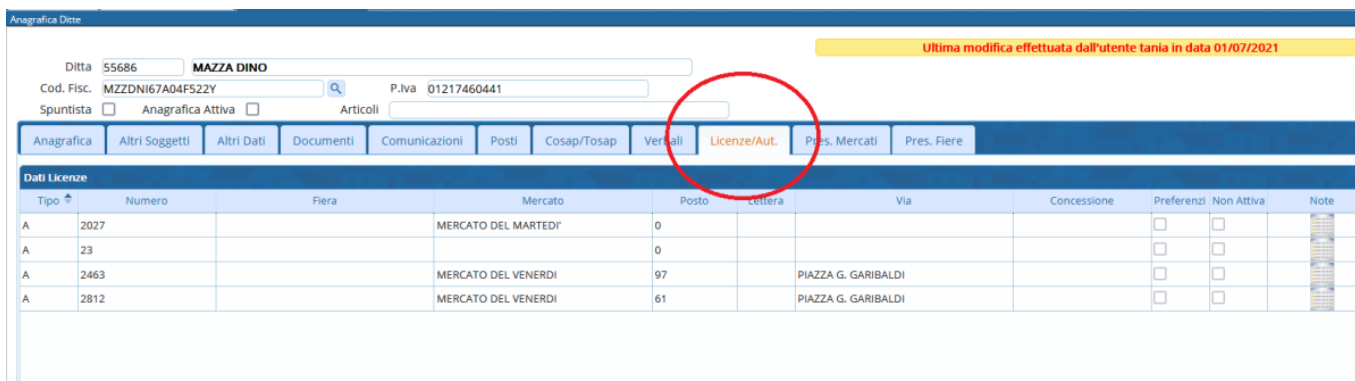 Anagrafica Ditte
Ultima modifica effettuata dall'utente tania in data 01/07/2021
Ditta 55686 MAZZA DINO
Cod. Fisc. MZZDNI67A04F522Y P.Iva 01217460441
Spuntista Anagrafica Attiva Articoli
Anagrafica Altri Soggetti Altri Dati Documenti Comunicazioni Posti Cosap/Tosap Verbali Licenze/Aut. Pres. Mercati Pres. Fiere
Dati Licenze
Tipo Numero Fiera Mercato Posto Lettera Via Concessione Preferenzi Non Attiva Note
A 2027 MERCATO DEL MARTEDI' 0
A 23 0
A 2463 MERCATO DEL VENERDI 97 PIAZZA G. GARIBALDI
A 2812 MERCATO DEL VENERDI 61 PIAZZA G. GARIBALDI